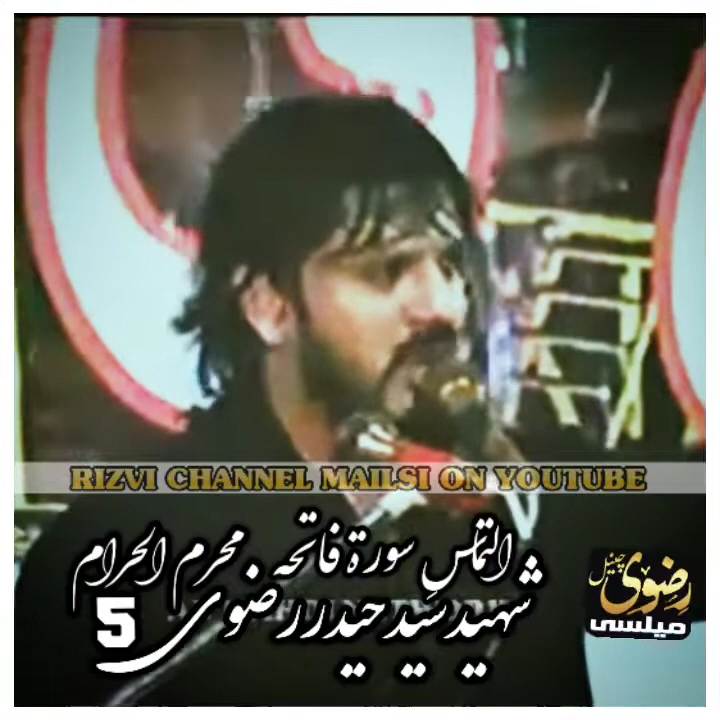 RIZVI CHANNEL MAILSI ON YOUTUBE
التماسِ سورۃ فاتحہ محرم الحرام
شہید سید حیدر رضوی 5
رضوی چینل
میلسی